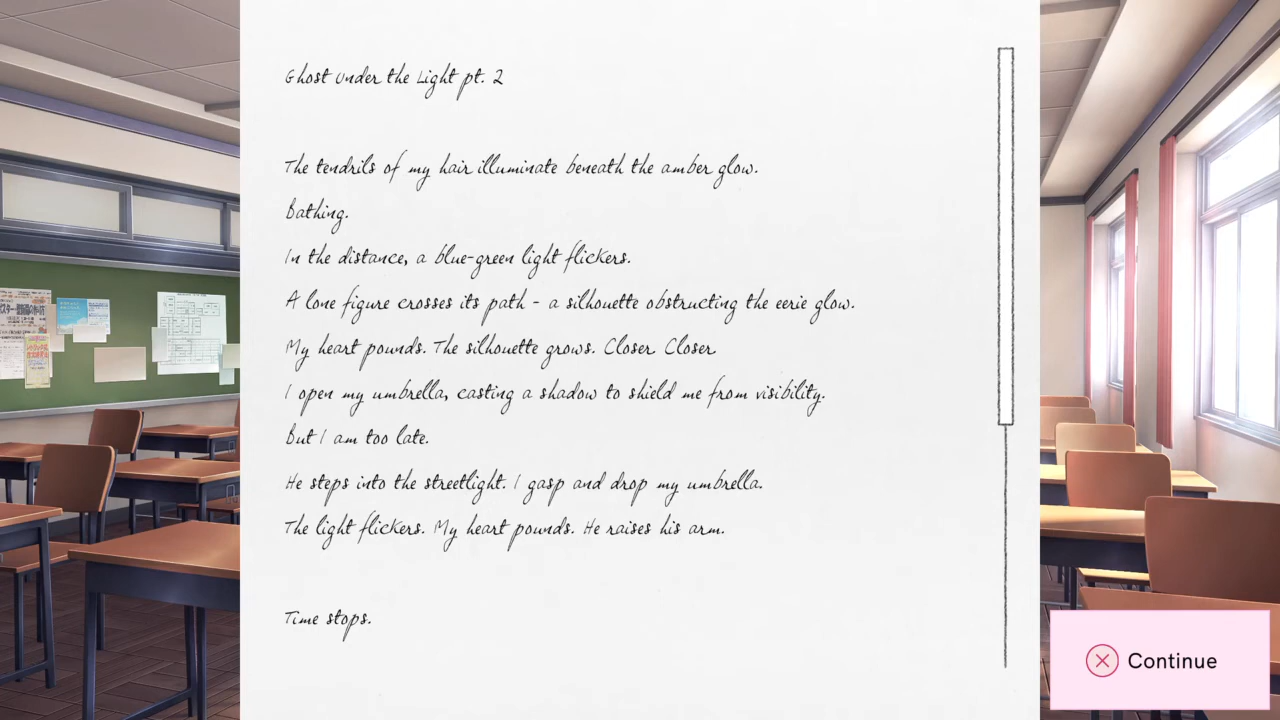 Ghost Under the Light pt. 2
The tendrils of my hair illuminate beneath the amber glow.
Bathing.
In the distance, a blue-green light flickers.
A lone figure crosses its path - a silhouette obstructing the eerie glow.
My heart pounds. The silhouette grows. Closer. Closer.
I open my umbrella, casting a shadow to shield me from visibility.
But I am too late.
He steps into the streetlight. I gasp and drop my umbrella.
The light flickers. My heart pounds. He raises his arm.
Time stops.
Continue